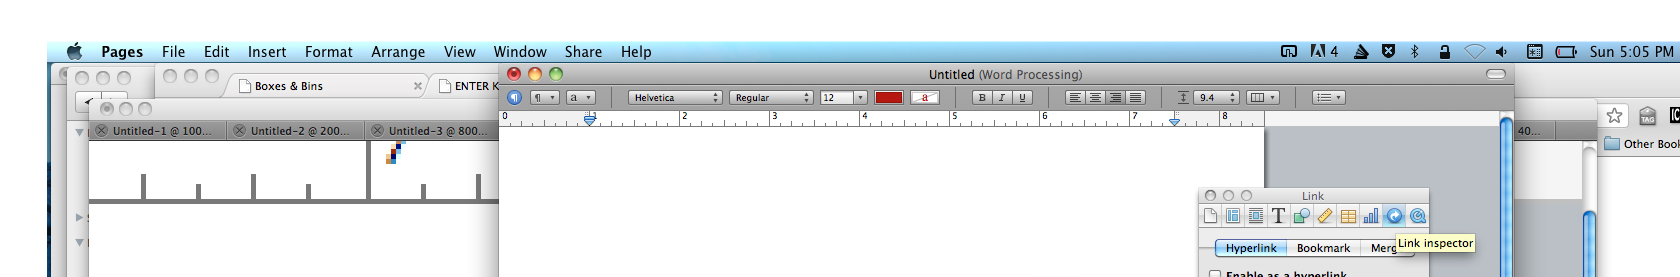 Pages File Edit Insert Format Arrange View Window Share Help 4 Sun 5:05 PM
Untitled (Word Processing)
Boxes & Bins ENTER K
a Helvetica Regular 12 a B I U 9.4
0 1 2 3 4 5 6 7 8
Untitled-1 @ 100... Untitled-2 @ 200... Untitled-3 @ 800... 40...
TAG
Other Book
Link
T
Link inspector
Hyperlink Bookmark Merg
Enable as a hyperlink